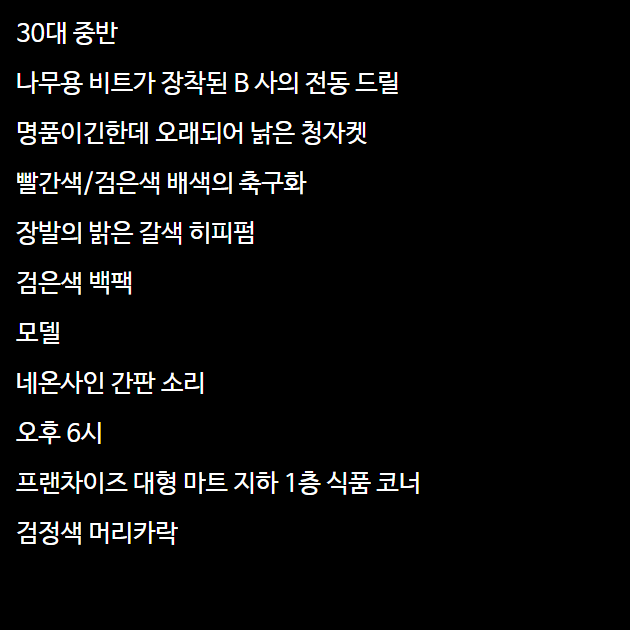 30대 중반
나무용 비트가 장착된 B 사의 전동 드릴
명품이긴한데 오래되어 낡은 청자켓
빨간색/검은색 배색의 축구화
장발의 밝은 갈색 히피펌
검은색 백팩
모델
네온사인 간판 소리
오후 6시
프랜차이즈 대형 마트 지하 1층 식품 코너
검정색 머리카락